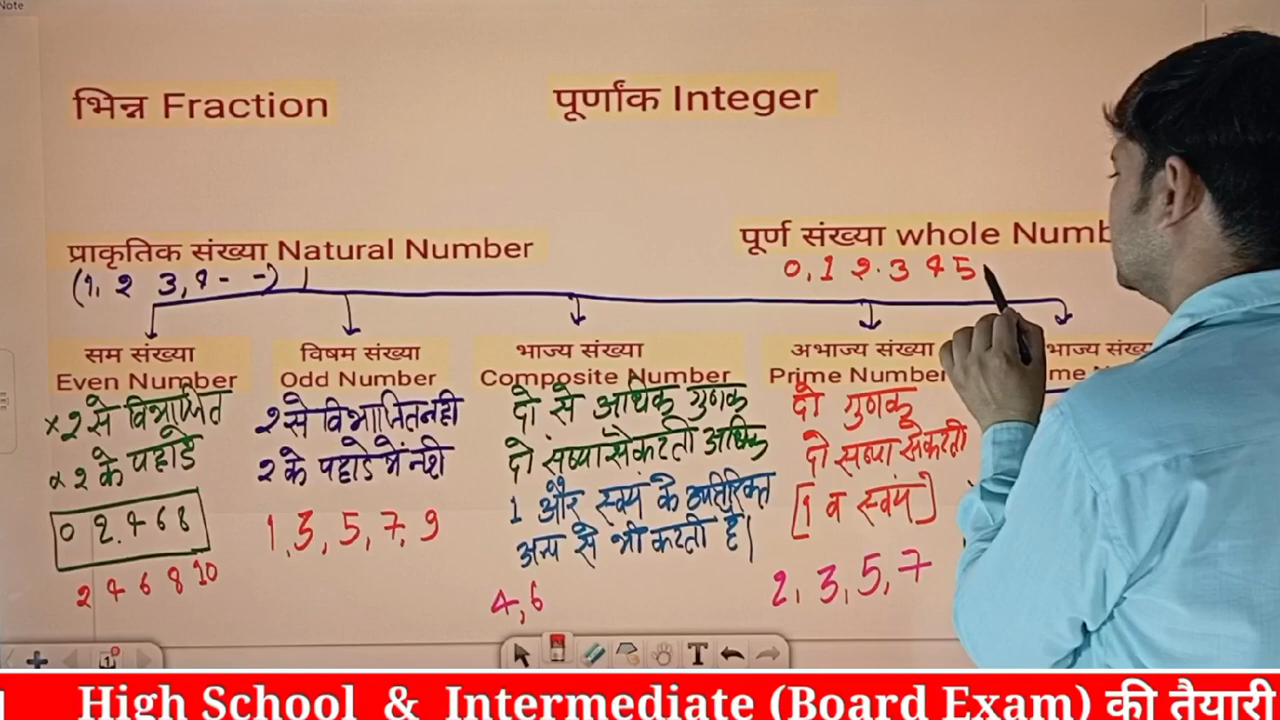 Note
भिन्न Fraction
पूर्णांक Integer
प्राकृतिक संख्या Natural Number
पूर्ण संख्या whole Numb
(1, 2 3, 4 - -)
0, 1 2. 3 4 5
सम संख्या
Even Number
×2 से विभाजित
×2 के पहाडे
0 2, 4 6 8
2 4 6 8 10
विषम संख्या
Odd Number
2 से विभाजित नही
2 के पहाडे में नही
1, 3, 5, 7, 9
भाज्य संख्या
Composite Number
दो से अधिक गुणक
दो संख्या से करती अधिक
1 और स्वयं के अतिरिक्त
अन्य से भी करती है।
4, 6
अभाज्य संख्या
Prime Number
दो गुणक
दो संख्या से करती
[1 व स्वयं]
2, 3, 5, 7
भाज्य संख्य
me N
T
High School & Intermediate (Board Exam) की तैयारी